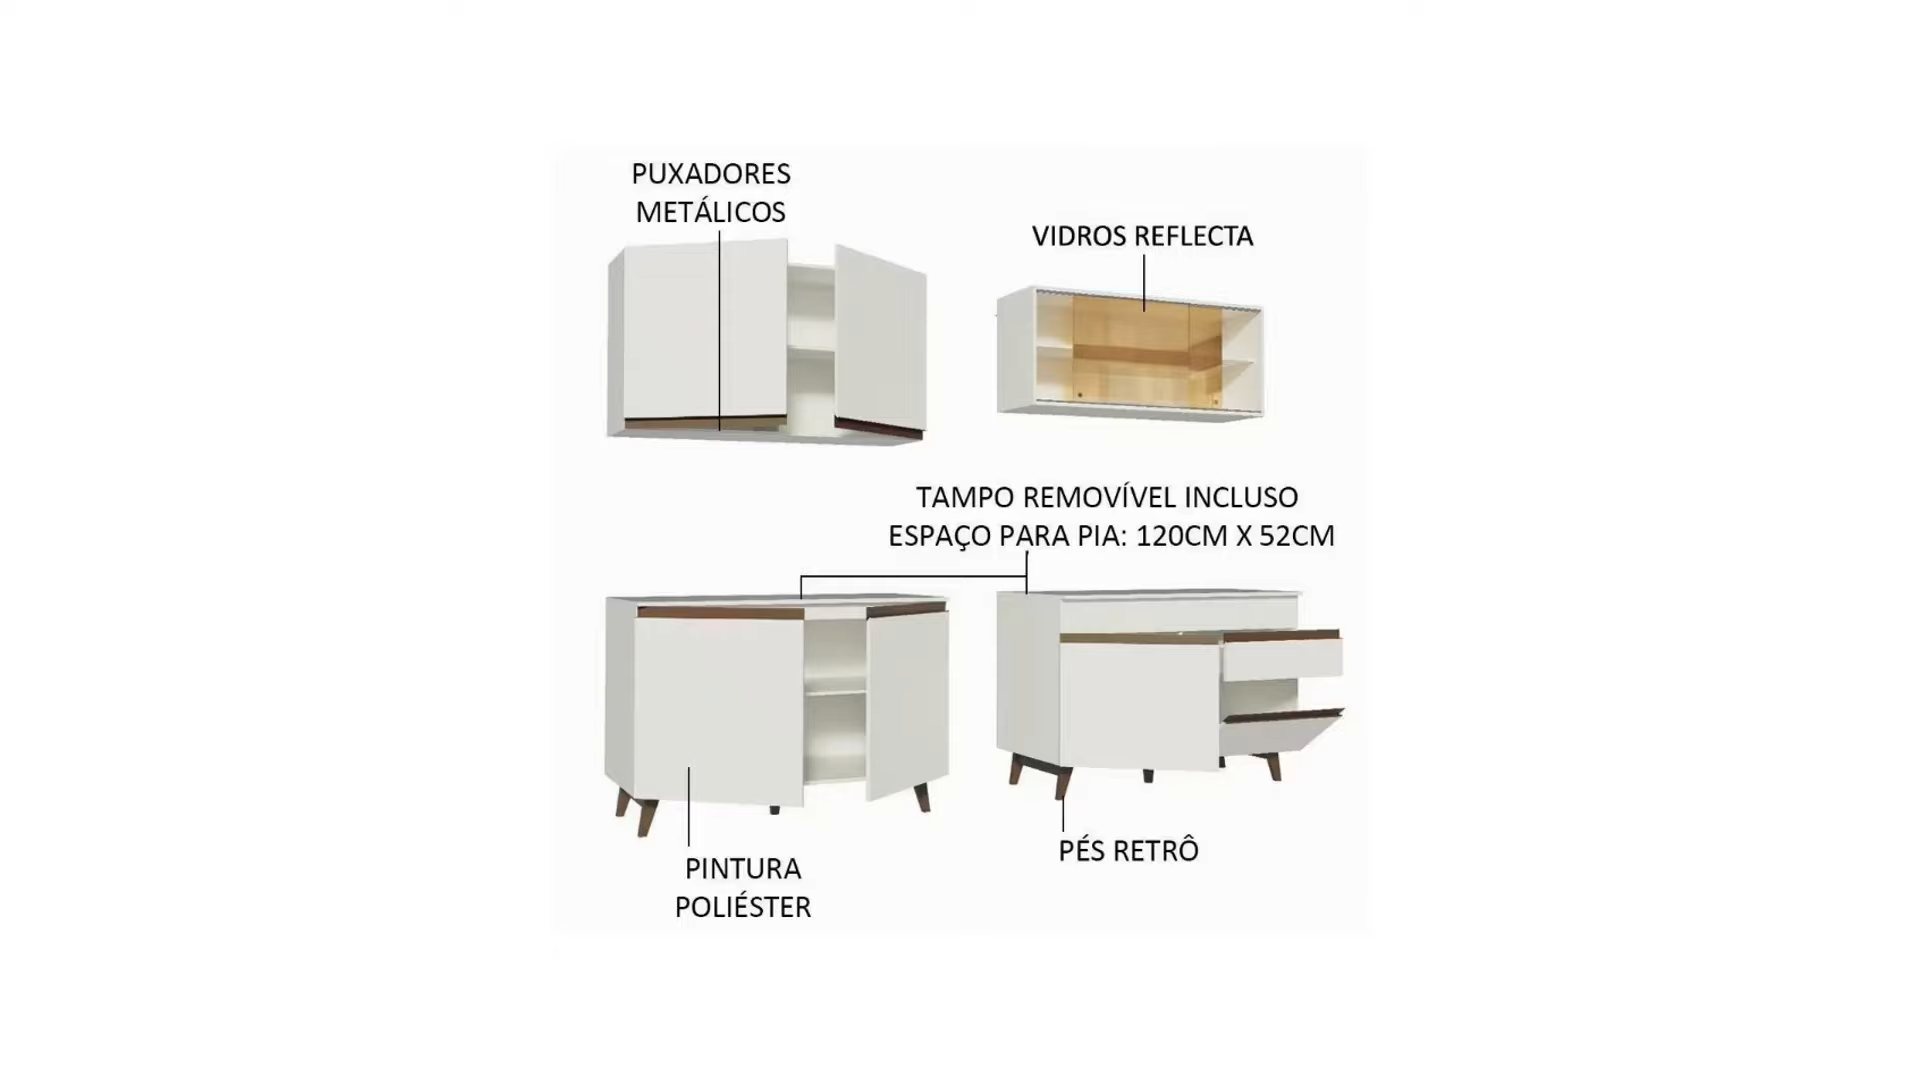 PUXADORES
METÁLICOS
VIDROS REFLECTA
TAMPO REMOVÍVEL INCLUSO
ESPAÇO PARA PIA: 120CM X 52CM
PÉS RETRÔ
PINTURA
POLIÉSTER